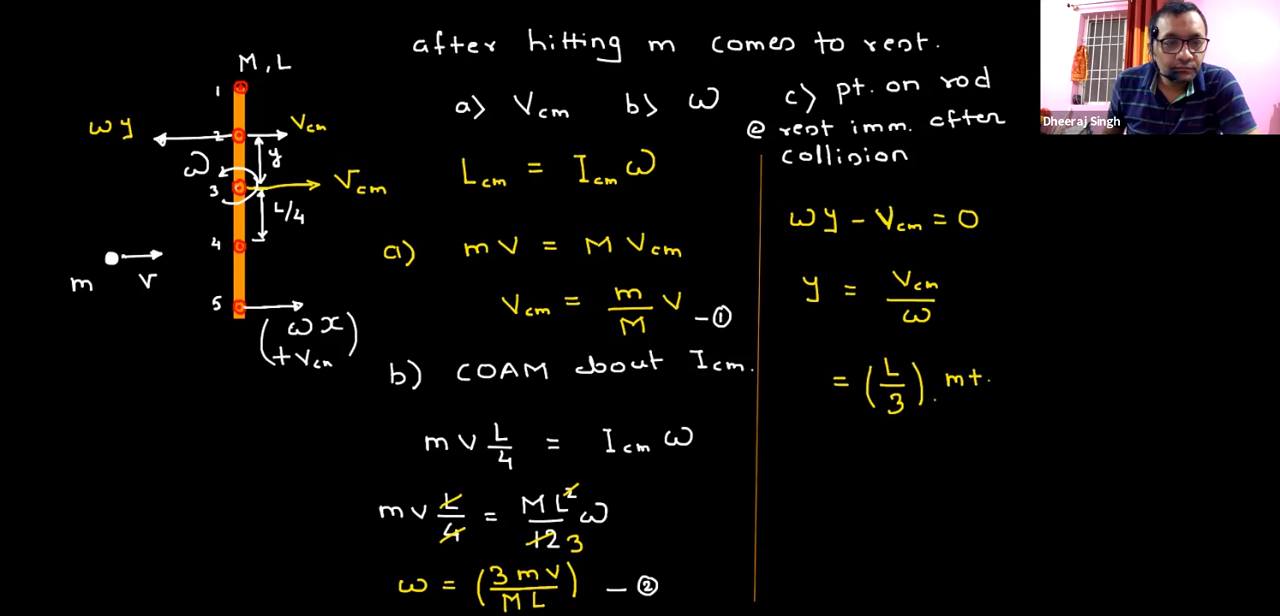 after hitting m comes to rest.
a) Vcm b) ω c) pt. on rod
@ rest imm. after
collision
M, L
1
ωy
2
Vcm
y
ω
3
Vcm
L/4
4
m
v
5
(ωx
+Vcm)
Lcm = Icm ω
a) mV = M Vcm
Vcm = m/M V -①
b) COAM about Icm.
mv L/4 = Icm ω
mv L/4 = ML²/12 3 ω
ω = (3mV/ML) - ②
ωy - Vcm = 0
y = Vcm/ω
= (L/3). mt.
Dheeraj Singh